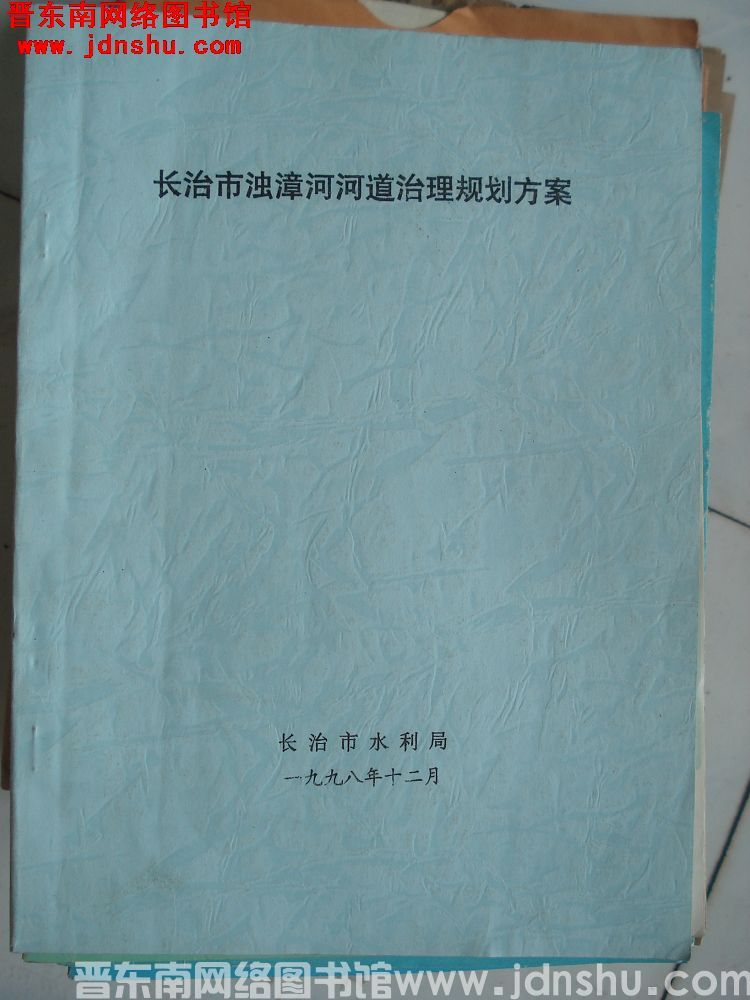 晋东南网络图书馆
www.jdnshu.com
长治市浊漳河河道治理规划方案
长治市水利局
一九九八年十二月
晋东南网络图书馆www.jdnshu.com